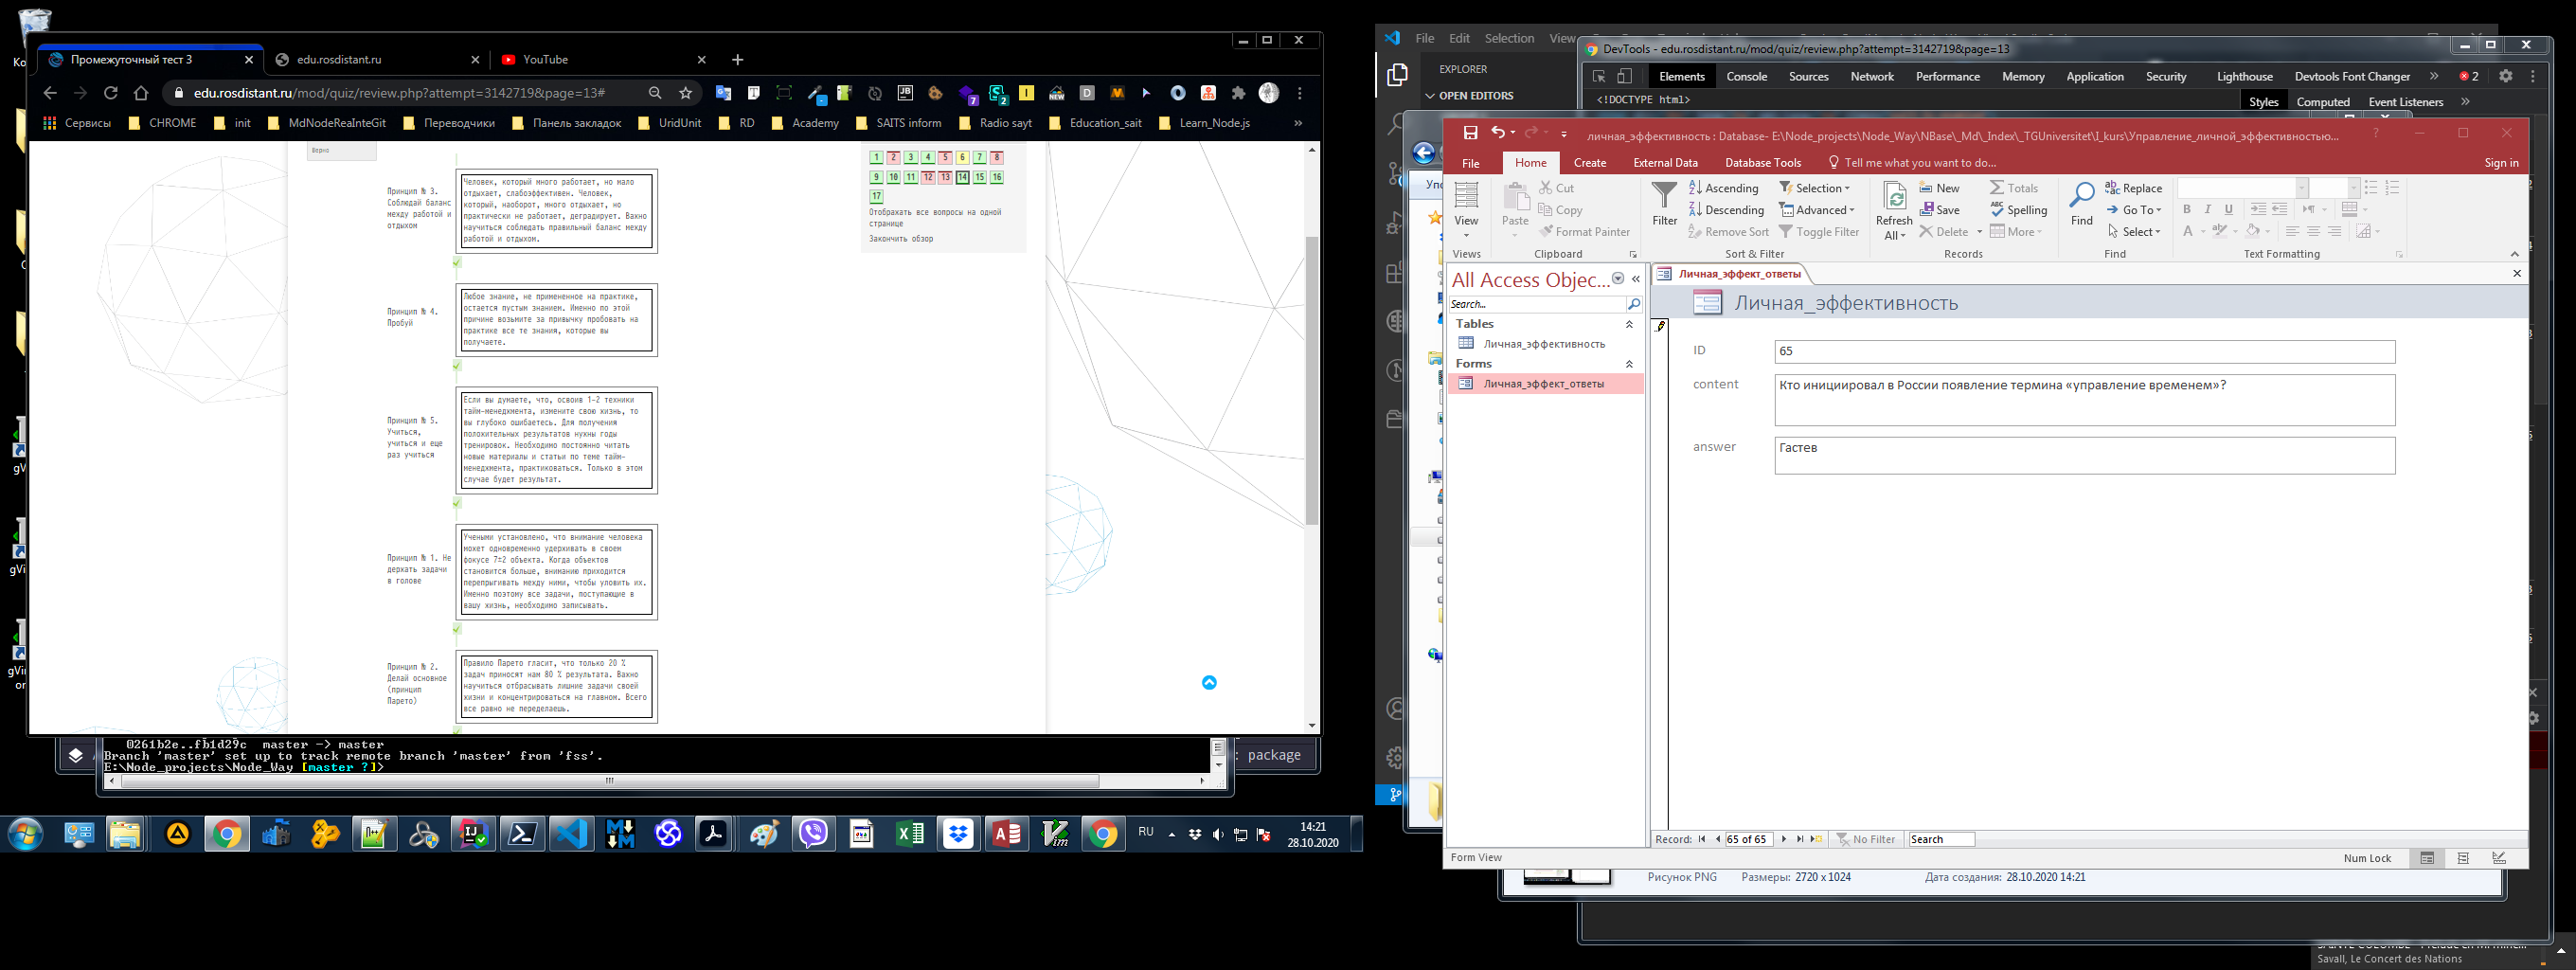 Промежуточный тест 3
edu.rosdistant.ru
YouTube
edu.rosdistant.ru/mod/quiz/review.php?attempt=3142719&page=13#
Сервисы
CHROME
init
MdNodeReaInteGit
Переводчики
Панель закладок
UridUnit
RD
Academy
SAITS inform
Radio sayt
Education_sait
Learn_Node.js
Верно
Принцип № 3.
Соблюдай баланс
между работой и
отдыхом
Человек, который много работает, но мало
отдыхает, слабоэффективен. Человек,
который, наоборот, много отдыхает, но
практически не работает, деградирует. Важно
научиться соблюдать правильный баланс между
работой и отдыхом.
Принцип № 4.
Пробуй
Любое знание, не примененное на практике,
остается пустым знанием. Именно по этой
причине возьмите за привычку пробовать на
практике все те знания, которые вы
получаете.
Принцип № 5.
Учиться,
учиться и еще
раз учиться
Если вы думаете, что, освоив 1–2 техники
тайм-менеджмента, измените свою жизнь, то
вы глубоко ошибаетесь. Для получения
положительных результатов нужны годы
тренировок. Необходимо постоянно читать
новые материалы и статьи по теме тайм-
менеджмента, практиковаться. Только в этом
случае будет результат.
Принцип № 1. Не
держать задачи
в голове
Учеными установлено, что внимание человека
может одновременно удерживать в своем
фокусе 7±2 объекта. Когда объектов
становится больше, вниманию приходится
перепрыгивать между ними, чтобы уловить их.
Именно поэтому все задачи, поступающие в
вашу жизнь, необходимо записывать.
Принцип № 2.
Делай основное
(принцип
Парето)
Правило Парето гласит, что только 20 %
задач приносят нам 80 % результата. Важно
научиться отбрасывать лишние задачи своей
жизни и концентрироваться на главном. Всего
все равно не переделаешь.
1 2 3 4 5 6 7 8
9 10 11 12 13 14 15 16
17
Отображать все вопросы на одной
странице
Закончить обзор
0261b2e..fb1d29c master -> master
Branch 'master' set up to track remote branch 'master' from 'fss'.
E:\Node_projects\Node_Way [master ?]>
: package
RU
14:21
28.10.2020
File Edit Selection View
EXPLORER
OPEN EDITORS
DevTools - edu.rosdistant.ru/mod/quiz/review.php?attempt=3142719&page=13
Elements Console Sources Network Performance Memory Application Security Lighthouse Devtools Font Changer
2
<!DOCTYPE html>
Styles Computed Event Listeners
личная_эффективность : Database- E:\Node_projects\Node_Way\NBase\_Md\_Index\_TGUniversitet\I_kurs\Управление_личной_эффективностью...
File Home Create External Data Database Tools Tell me what you want to do...
Sign in
View
Views
Paste
Cut
Copy
Format Painter
Clipboard
Filter
Ascending
Descending
Remove Sort
Selection
Advanced
Toggle Filter
Sort & Filter
Refresh
All
New
Save
Delete
Totals
Spelling
More
Records
Find
Replace
Go To
Select
Find
Text Formatting
All Access Objec...
Search...
Tables
Личная_эффективность
Forms
Личная_эффект_ответы
Личная_эффект_ответы
Личная_эффективность
ID
65
content
Кто инициировал в России появление термина «управление временем»?
answer
Гастев
Record: 65 of 65 No Filter Search
Form View
Num Lock
Рисунок PNG
Размеры: 2720 x 1024
Дата создания: 28.10.2020 14:21
Savall, Le Concert des Nations